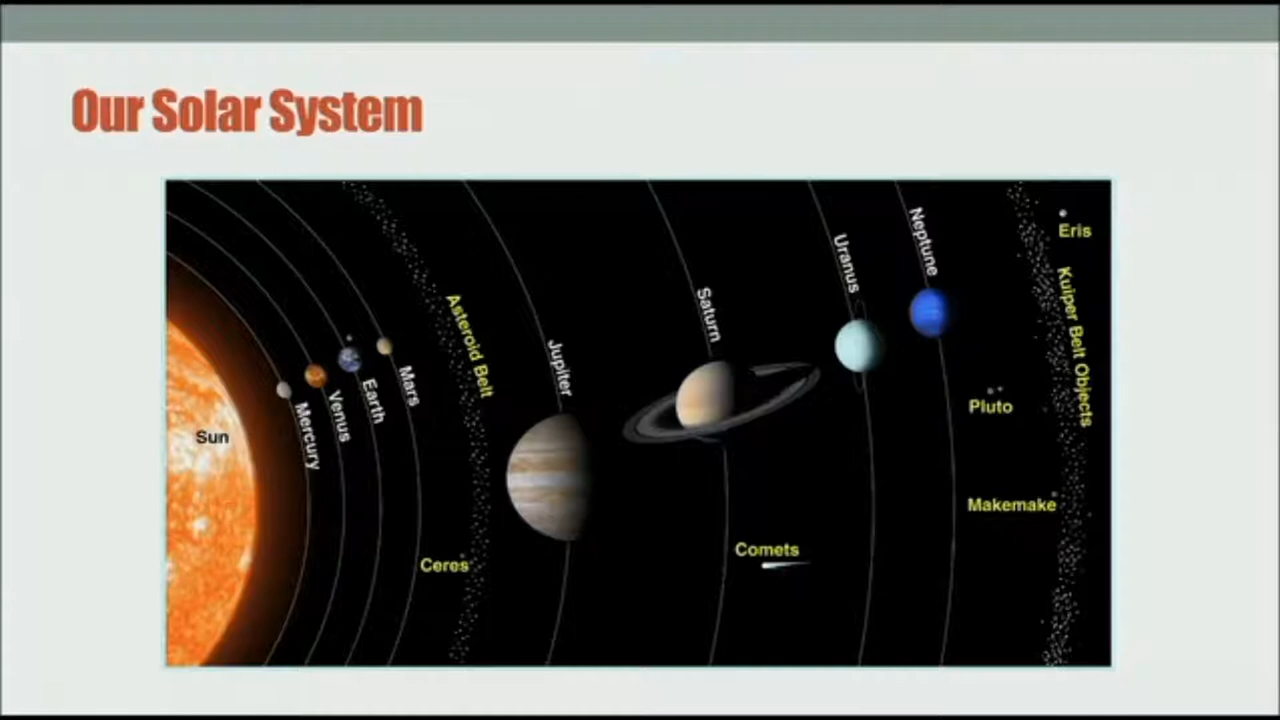 Our Solar System
Sun
Mercury
Venus
Earth
Mars
Asteroid Belt
Ceres
Jupiter
Saturn
Comets
Uranus
Neptune
Pluto
Makemake
Eris
Kuiper Belt Objects